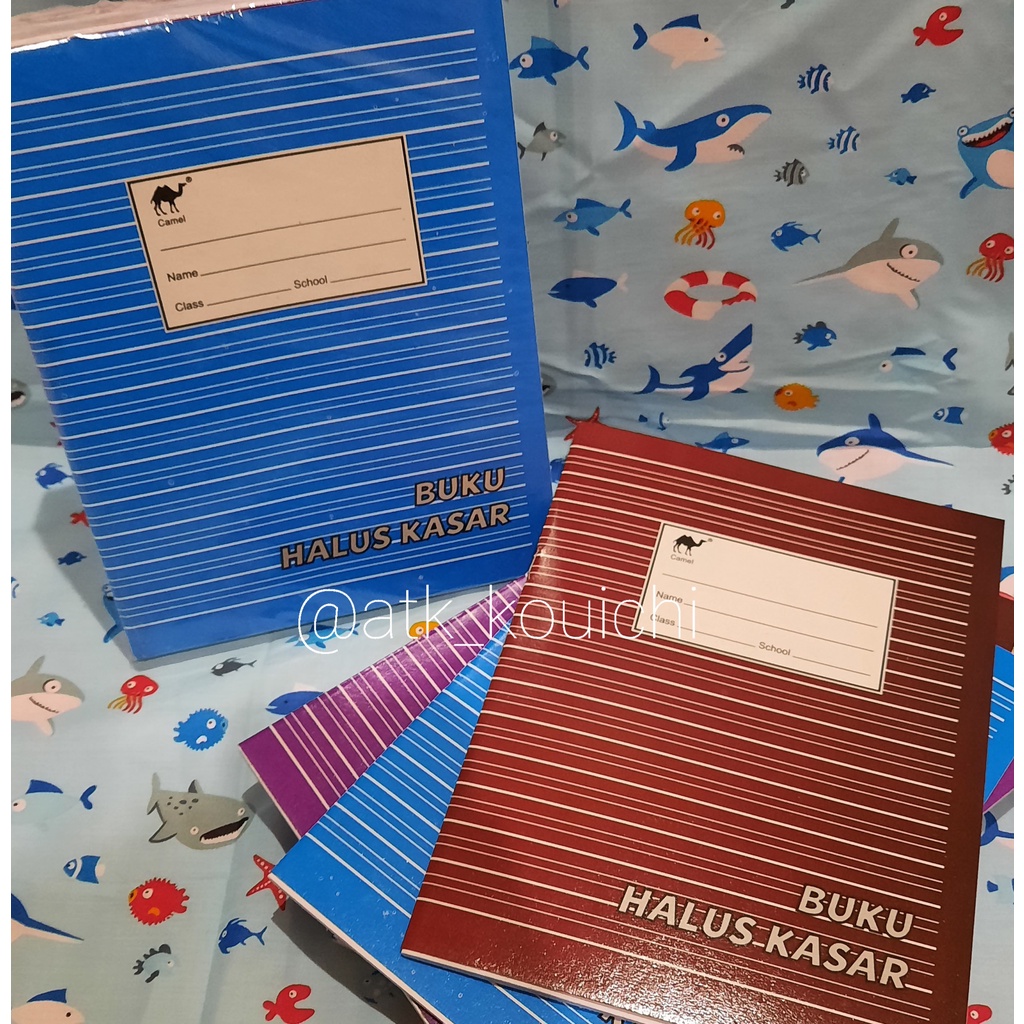 ®
Camel
Name
Class School
BUKU
HALUS KASAR
@atk_kouichi
®
Camel
Name
Class
School
BUKU
HALUS KASAR